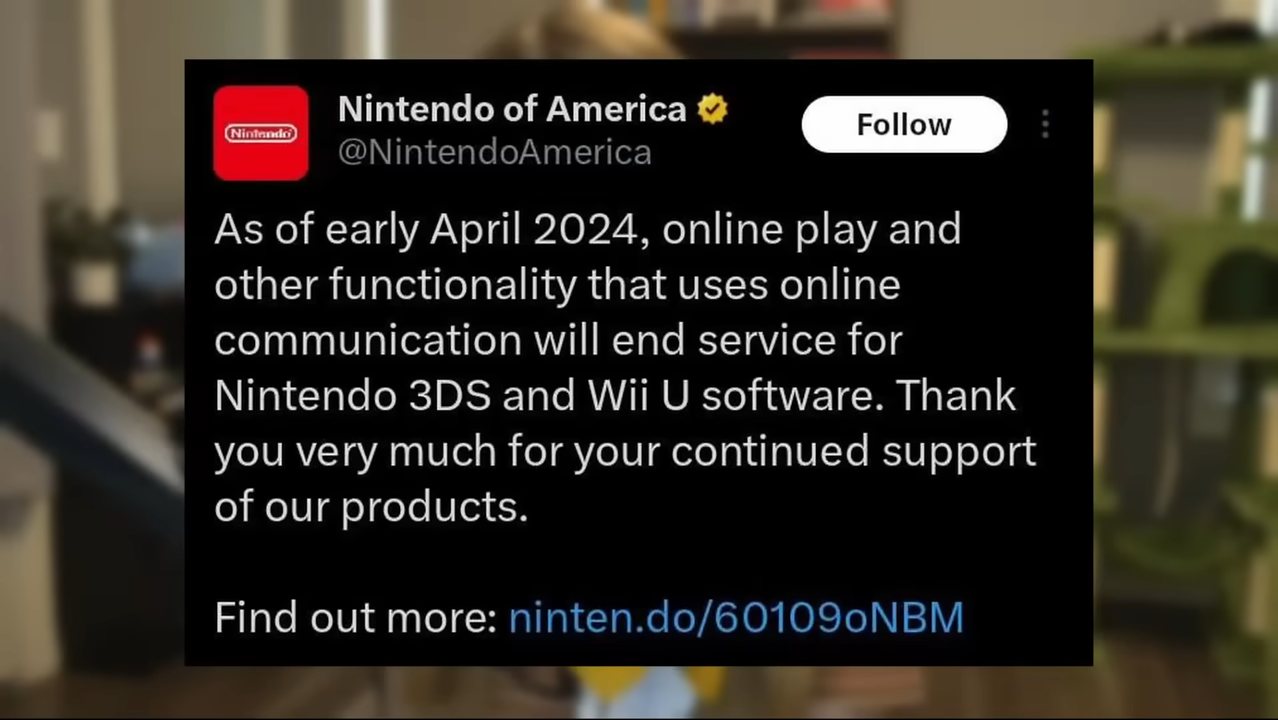 Nintendo
Nintendo of America
@NintendoAmerica
Follow
As of early April 2024, online play and
other functionality that uses online
communication will end service for
Nintendo 3DS and Wii U software. Thank
you very much for your continued support
of our products.
Find out more: ninten.do/60109oNBM